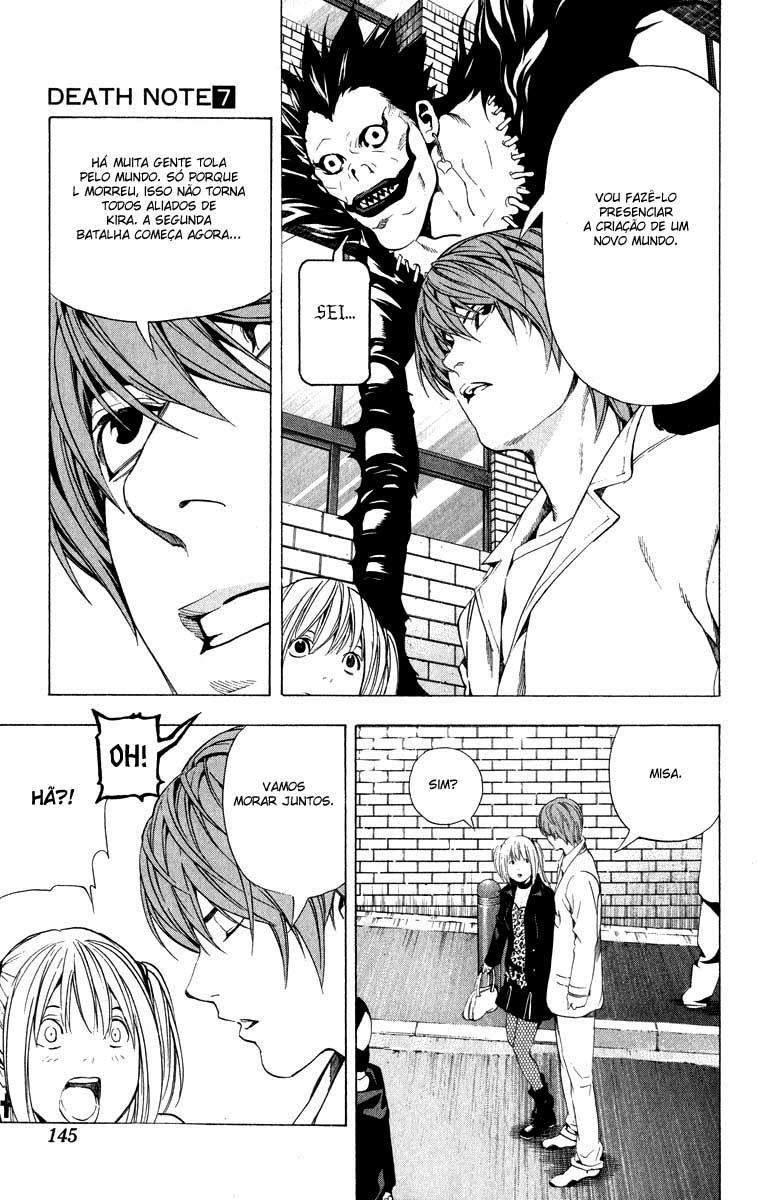 DEATH NOTE 7
VOU FAZÊ-LO
PRESENCIAR
A CRIAÇÃO DE UM
NOVO MUNDO.
SEI...
HÁ MUITA GENTE TOLA
PELO MUNDO. SÓ PORQUE
L MORREU, ISSO NÃO TORNA
TODOS ALIADOS DE
KIRA. A SEGUNDA
BATALHA COMEÇA AGORA...
MISA.
SIM?
VAMOS
MORAR JUNTOS.
OH!
HÃ?!
145